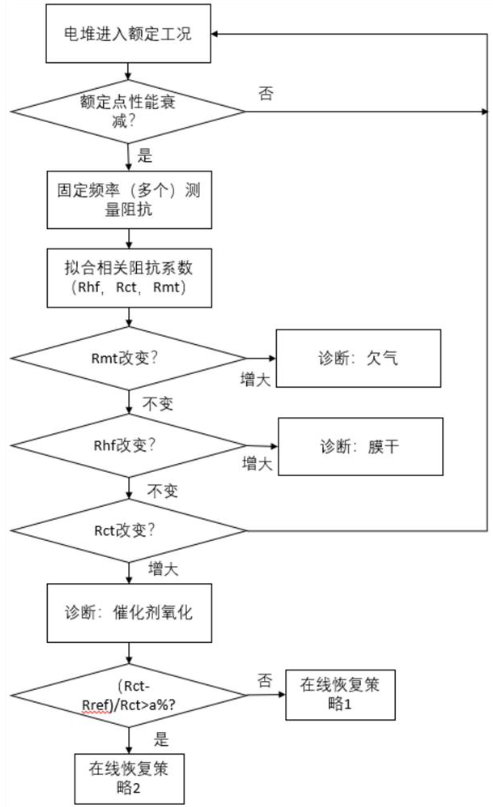 电堆进入额定工况
额定点性能衰
减？
否
是
固定频率（多个）测
量阻抗
拟合相关阻抗系数
（Rhf，Rct，Rmt）
Rmt改变？
增大
诊断：欠气
不变
Rhf改变？
增大
诊断：膜干
不变
Rct改变？
增大
诊断：催化剂氧化
（Rct-
Rref)/Rct>a%?
否
在线恢复策
略1
是
在线恢复策
略2